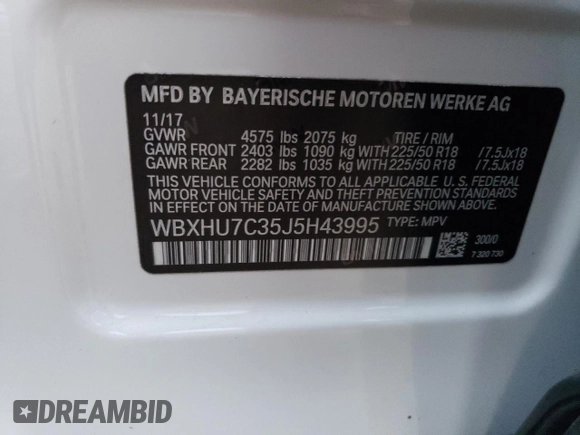 MFD BY BAYERISCHE MOTOREN WERKE AG
11/17
GVWR 4575 lbs 2075 kg TIRE / RIM
GAWR FRONT 2403 lbs 1090 kg WITH 225/50 R18 / 7.5Jx18
GAWR REAR 2282 lbs 1035 kg WITH 225/50 R18 / 7.5Jx18
THIS VEHICLE CONFORMS TO ALL APPLICABLE U.S. FEDERAL
MOTOR VEHICLE SAFETY AND THEFT PREVENTION STANDARDS
IN EFFECT ON THE DATE OF MANUFACTURE SHOWN ABOVE.
WBXHU7C35J5H43995 TYPE: MPV
300/0
7 320 730
DREAMBID